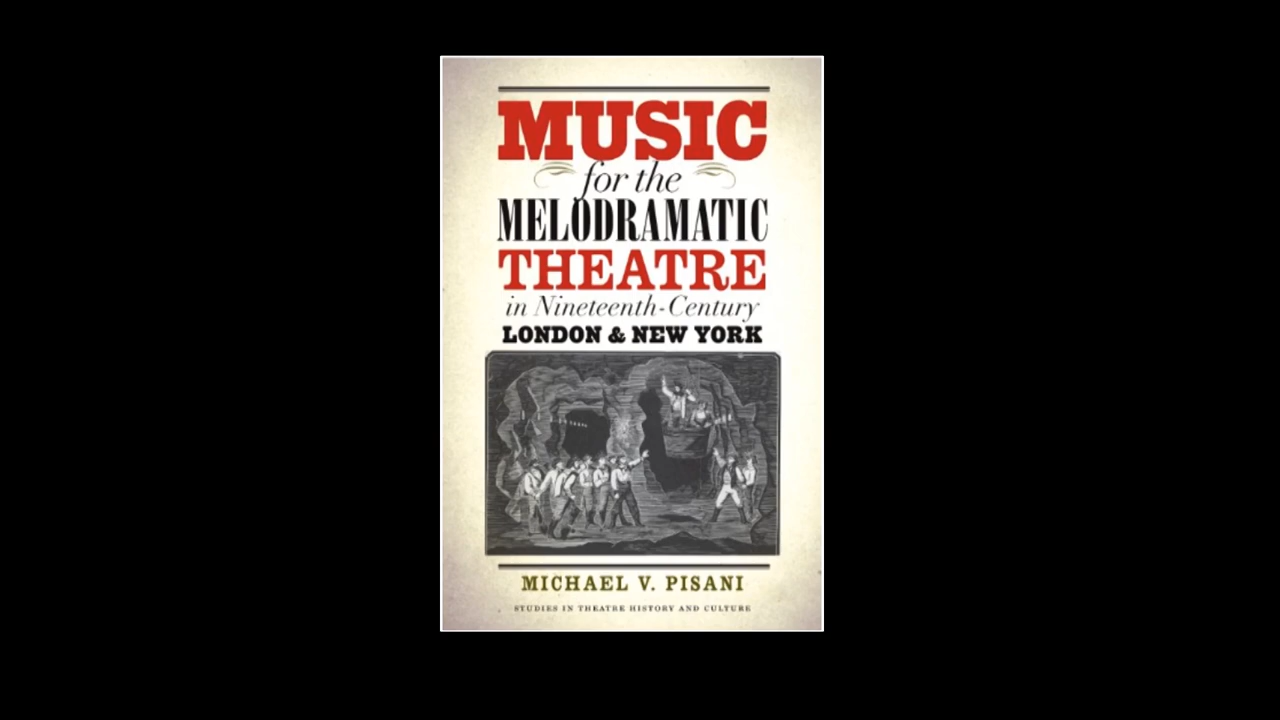 MUSIC
for the
MELODRAMATIC
THEATRE
in Nineteenth-Century
LONDON & NEW YORK
MICHAEL V. PISANI
STUDIES IN THEATRE HISTORY AND CULTURE